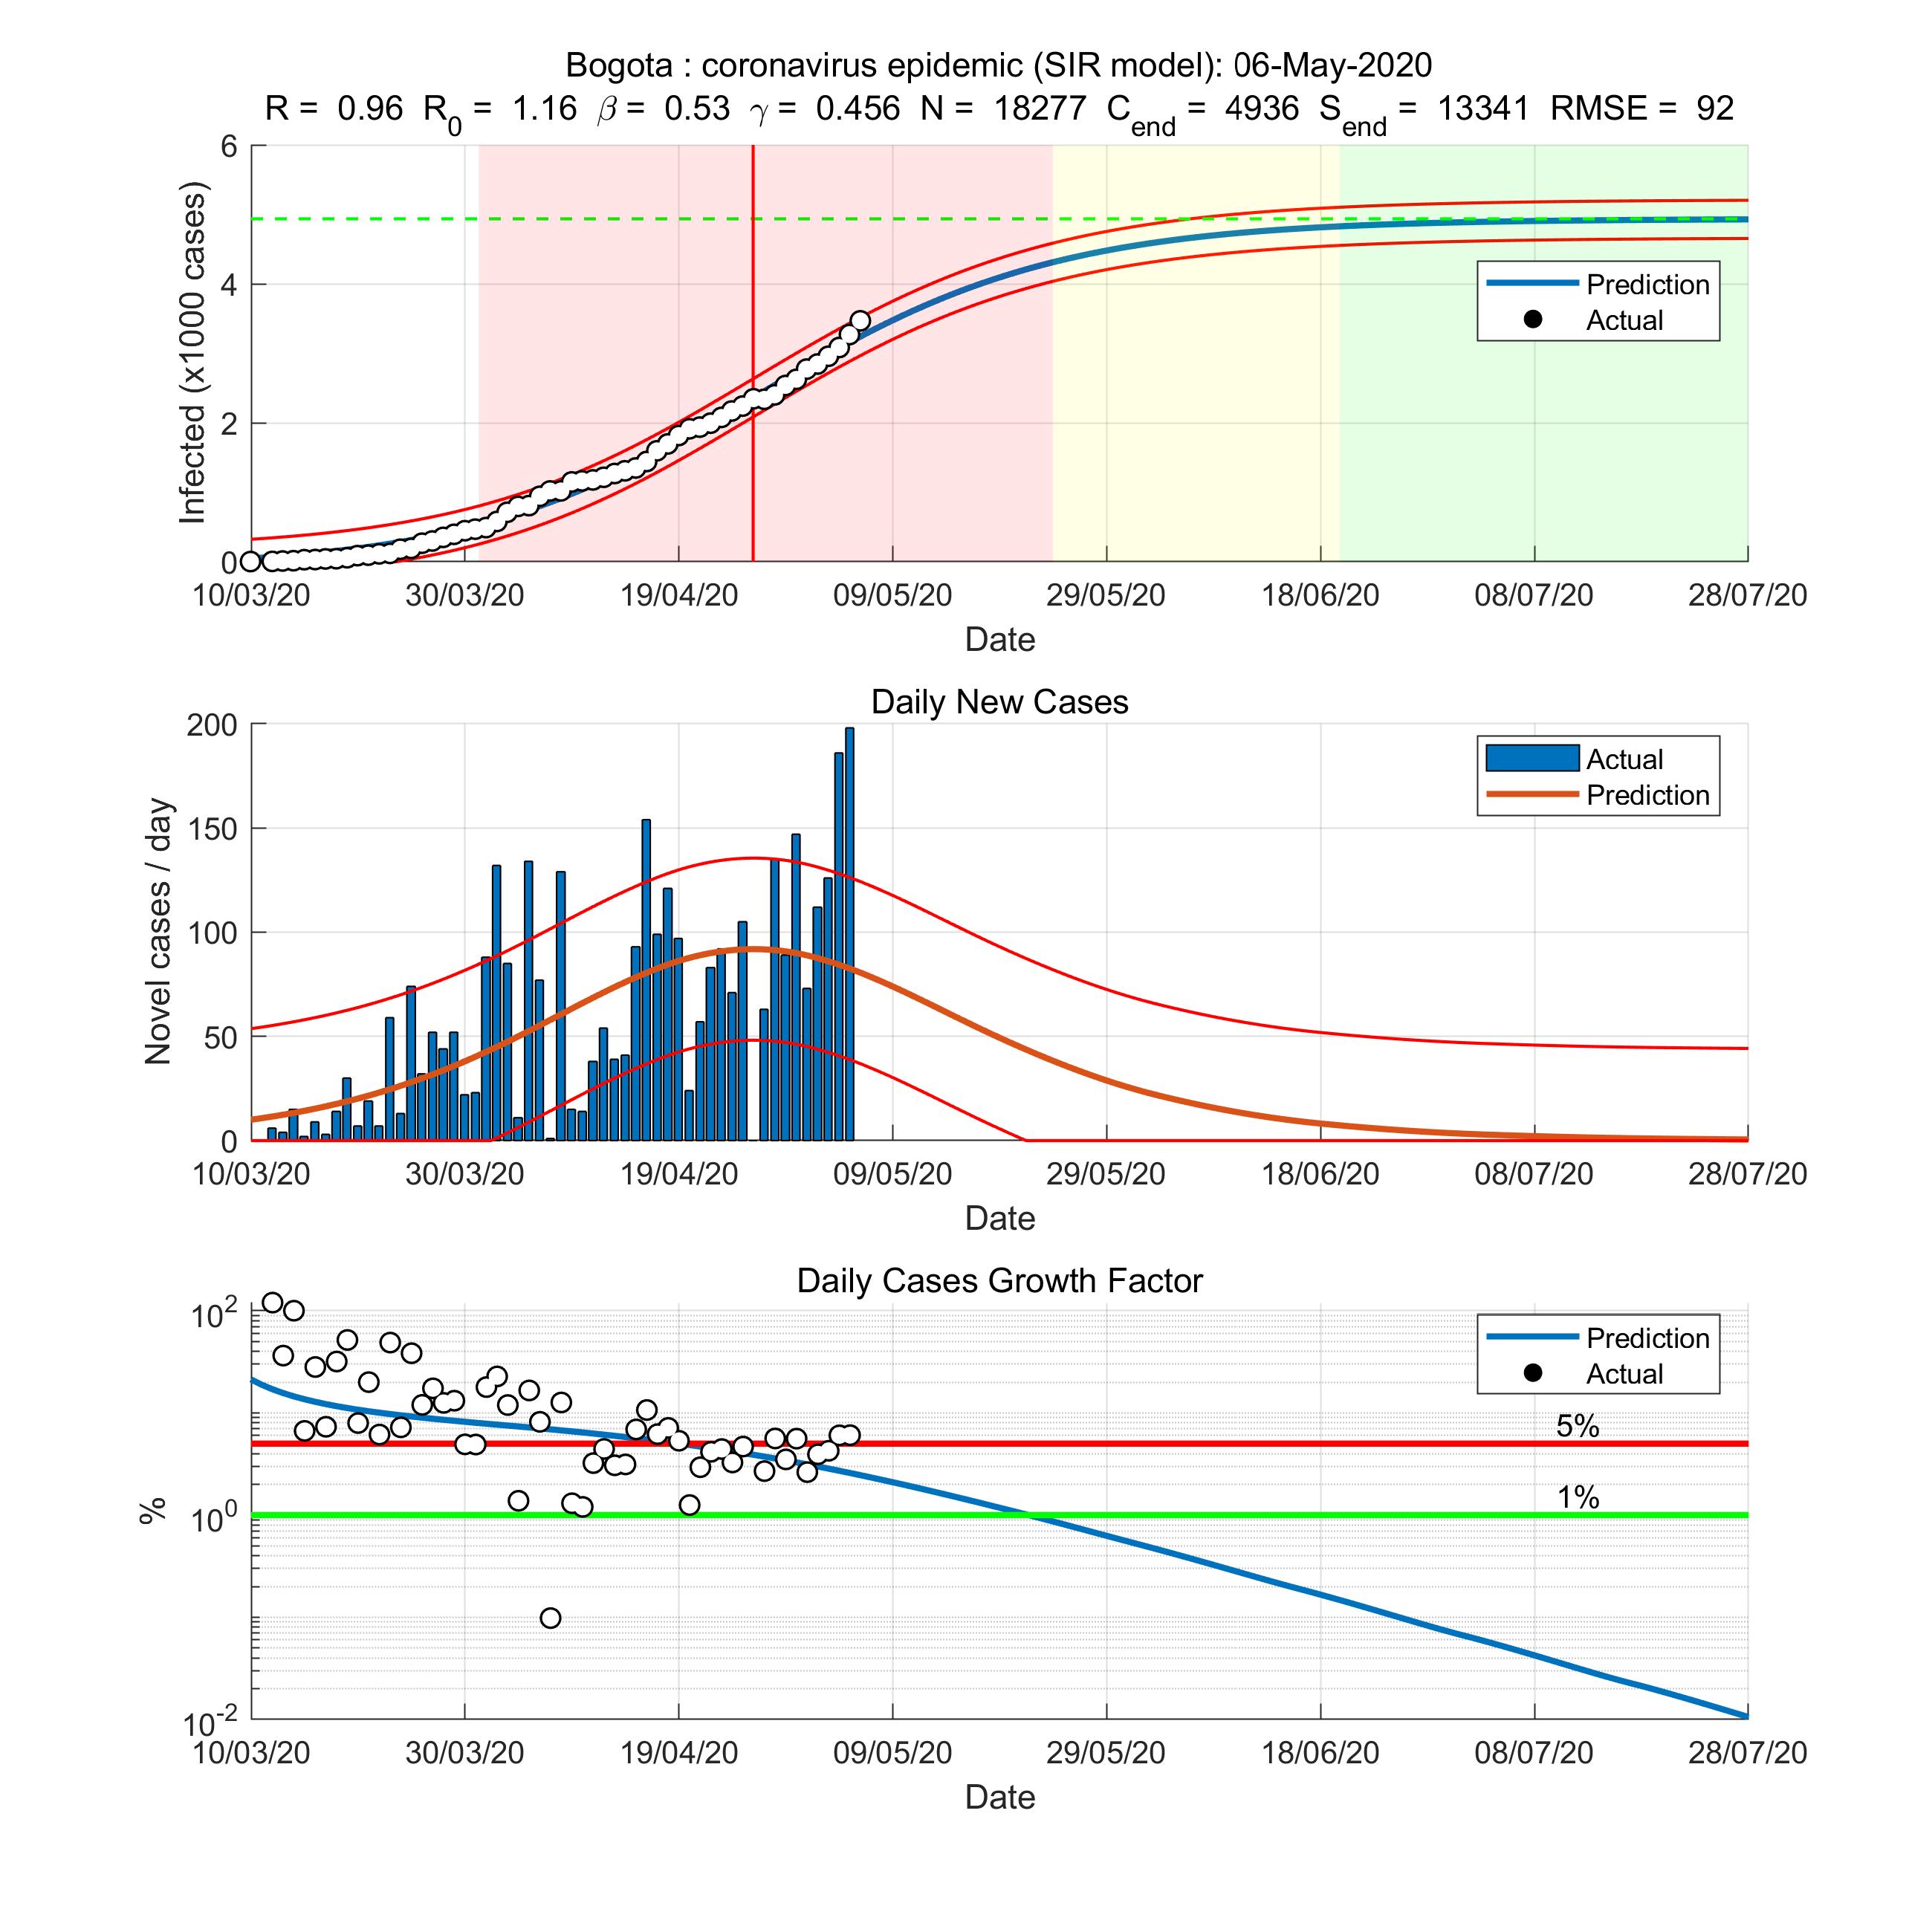 Bogota : coronavirus epidemic (SIR model): 06-May-2020
R = 0.96 R0 = 1.16 β = 0.53 γ = 0.456 N = 18277 Cend = 4936 Send = 13341 RMSE = 92
6
4
2
0
Infected (x1000 cases)
Prediction
Actual
10/03/20 30/03/20 19/04/20 09/05/20 29/05/20 18/06/20 08/07/20 28/07/20
Date
Daily New Cases
200
150
100
50
0
Novel cases / day
Actual
Prediction
10/03/20 30/03/20 19/04/20 09/05/20 29/05/20 18/06/20 08/07/20 28/07/20
Date
Daily Cases Growth Factor
10^2
10^0
10^-2
%
Prediction
Actual
5%
1%
10/03/20 30/03/20 19/04/20 09/05/20 29/05/20 18/06/20 08/07/20 28/07/20
Date